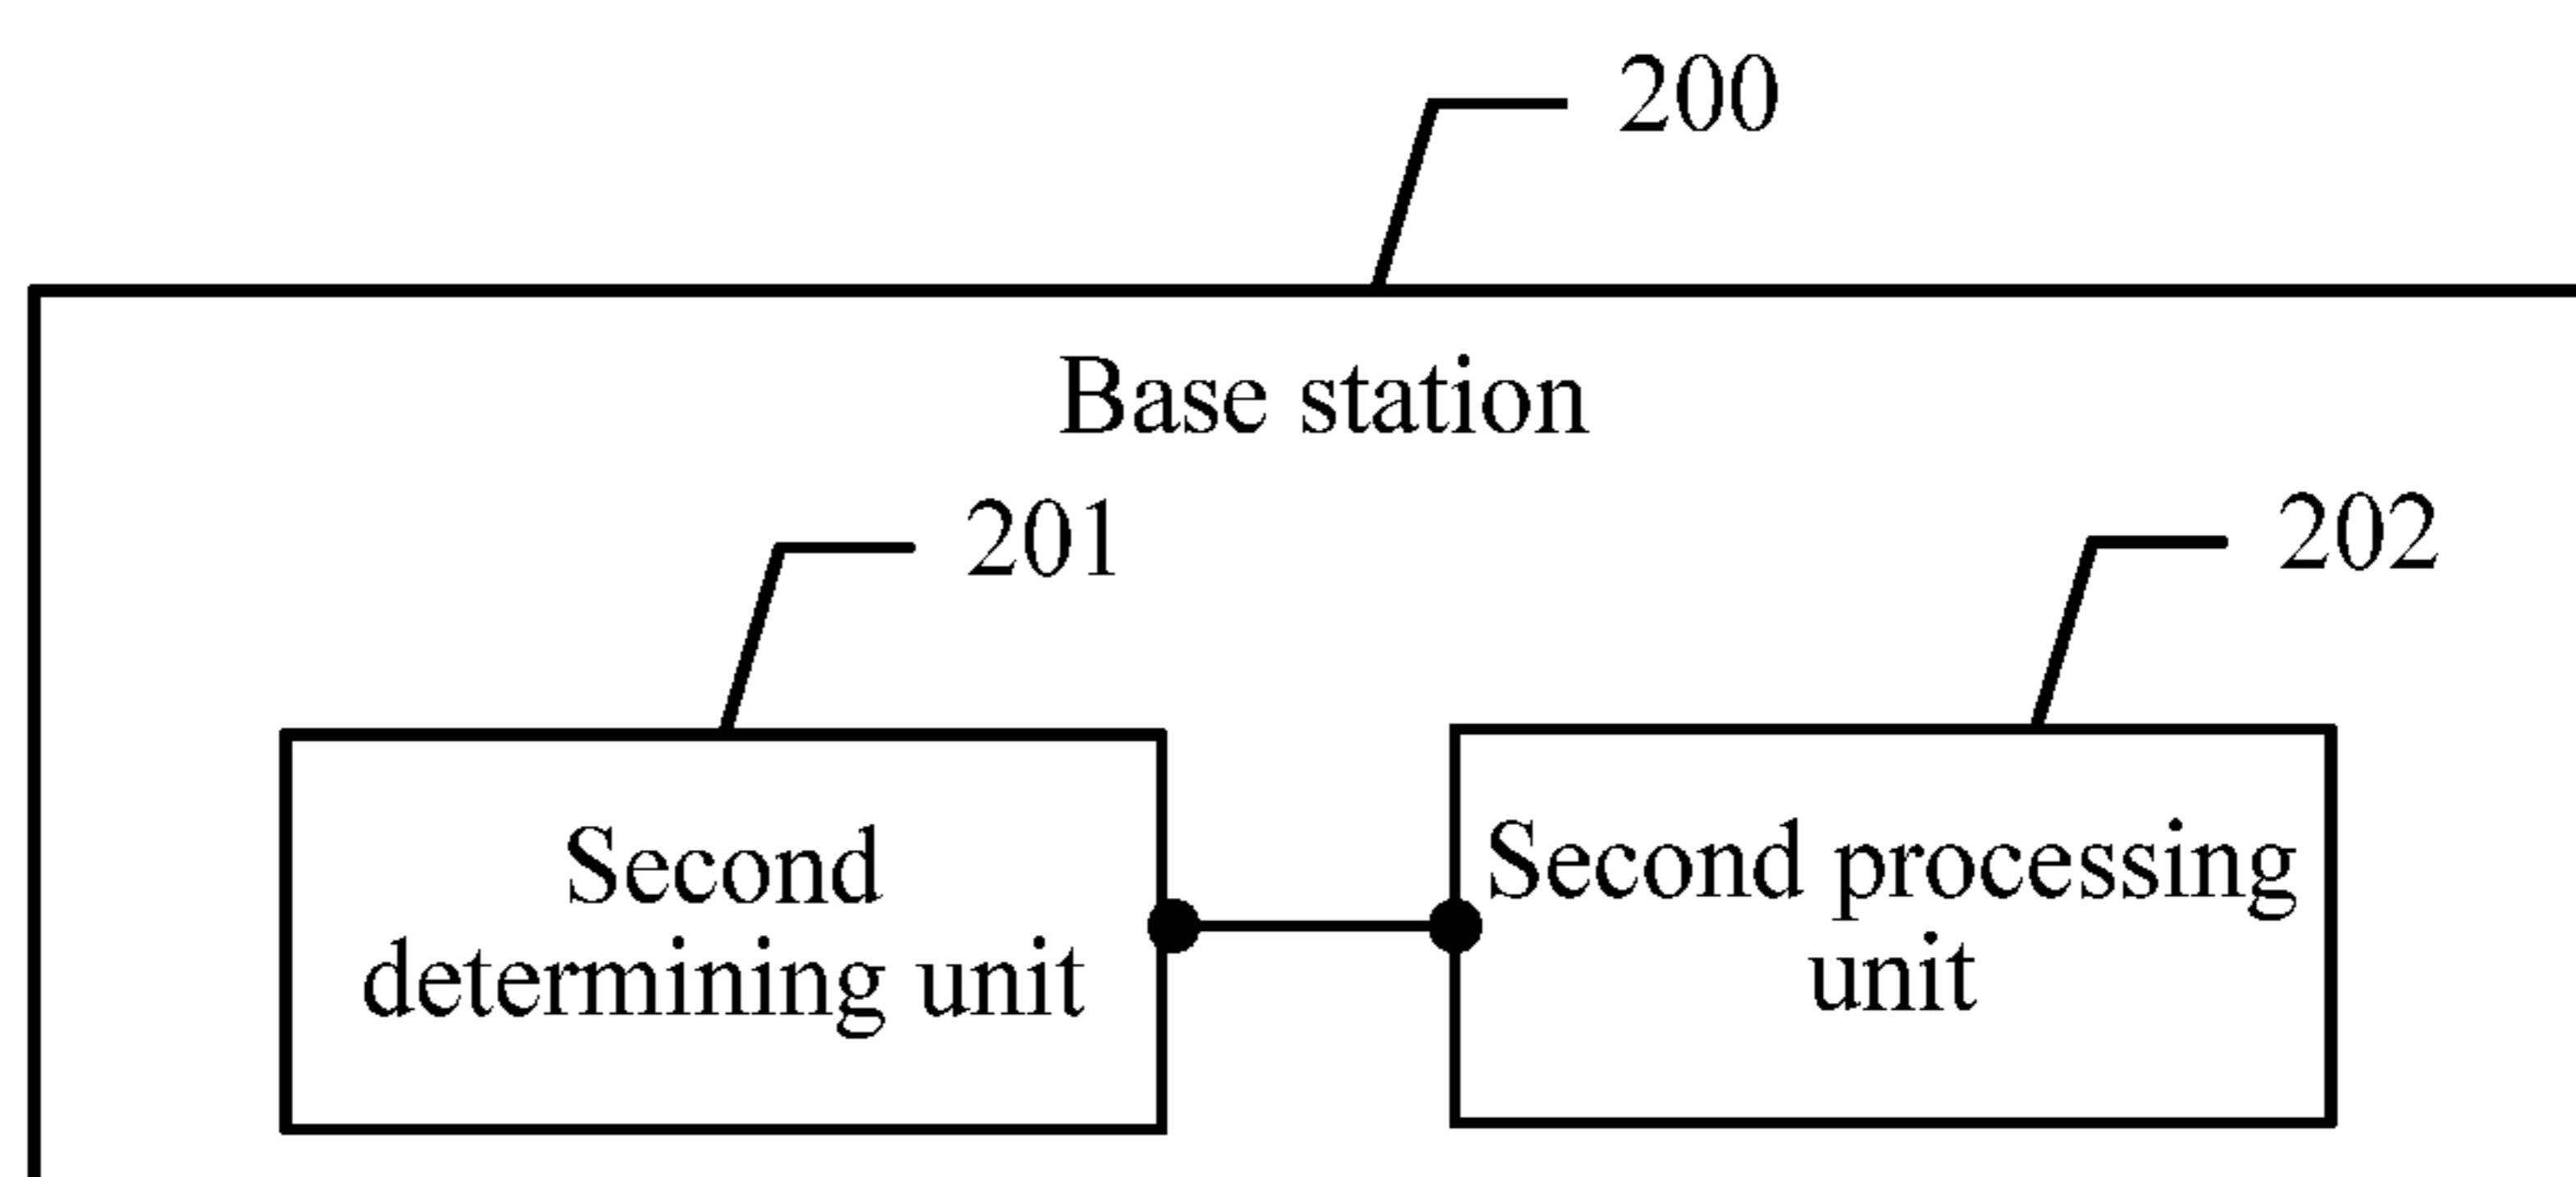 200
Base station
201
202
Second
determining unit
Second processing
unit